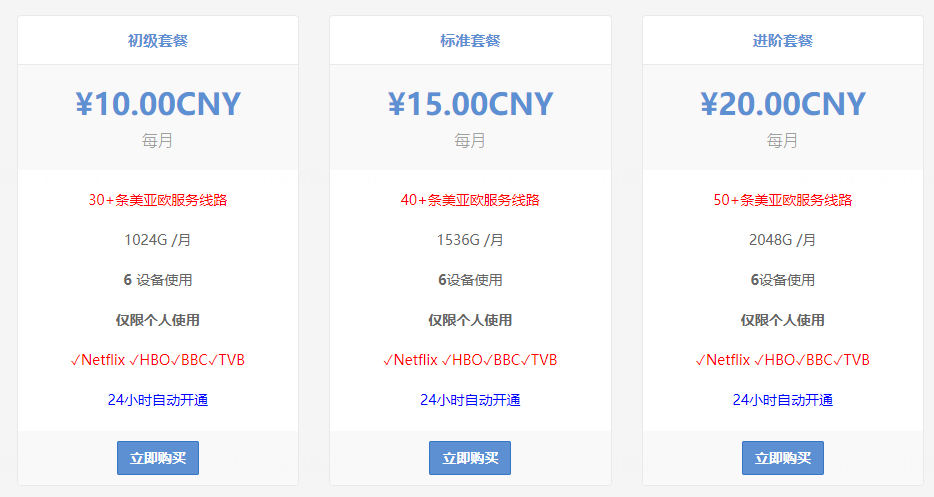 初级套餐
¥10.00CNY
每月
30+条美亚欧服务线路
1024G /月
6 设备使用
仅限个人使用
✓Netflix ✓HBO✓BBC✓TVB
24小时自动开通
立即购买
标准套餐
¥15.00CNY
每月
40+条美亚欧服务线路
1536G /月
6设备使用
仅限个人使用
✓Netflix ✓HBO✓BBC✓TVB
24小时自动开通
立即购买
进阶套餐
¥20.00CNY
每月
50+条美亚欧服务线路
2048G /月
6设备使用
仅限个人使用
✓Netflix ✓HBO✓BBC✓TVB
24小时自动开通
立即购买